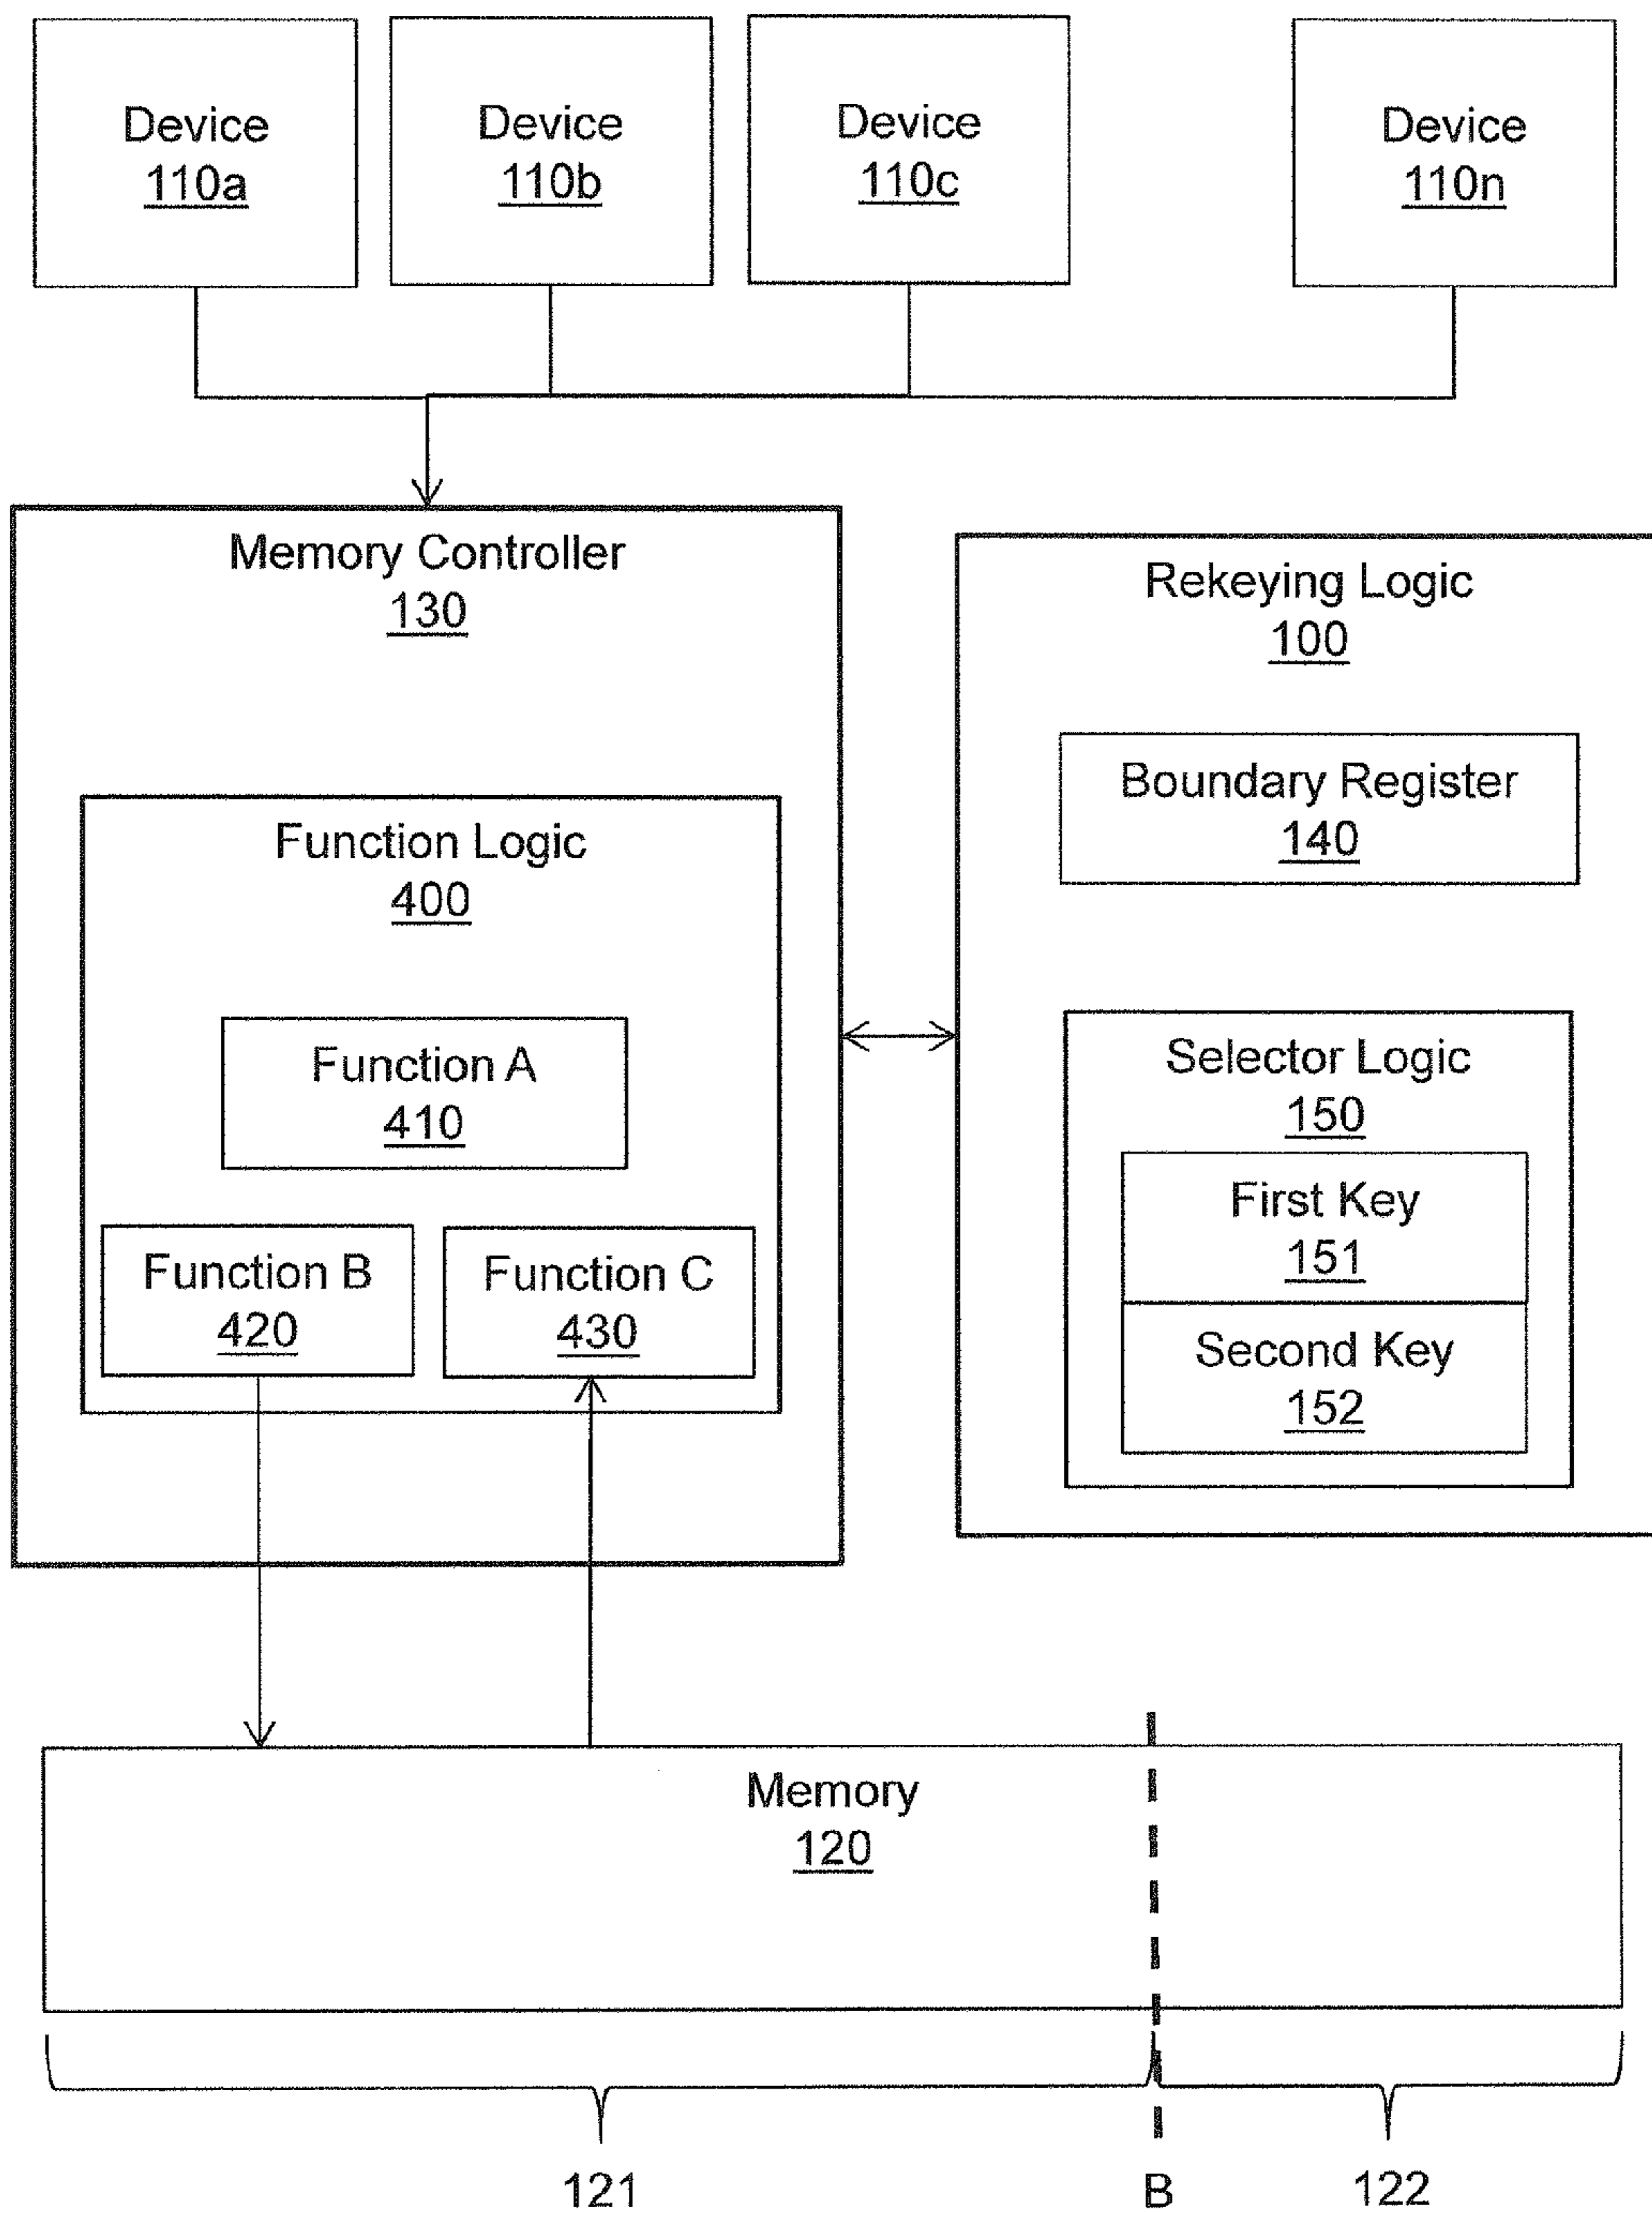 Device
110a
Device
110b
Device
110c
Device
110n
Memory Controller
130
Function Logic
400
Function A
410
Function B
420
Function C
430
Rekeying Logic
100
Boundary Register
140
Selector Logic
150
First Key
151
Second Key
152
Memory
120
121
B
122